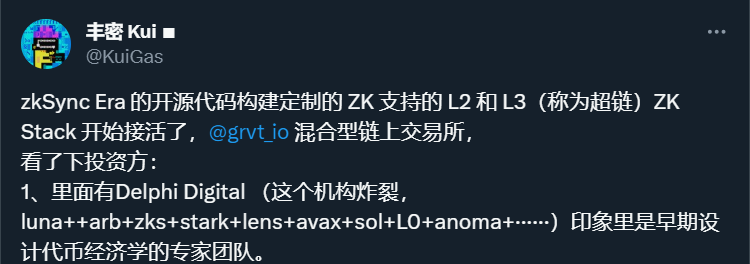 丰密 Kui ■
@KuiGas
zkSync Era 的开源代码构建定制的 ZK 支持的 L2 和 L3（称为超链）ZK
Stack 开始接活了，@grvt_io 混合型链上交易所，
看了下投资方：
1、里面有Delphi Digital （这个机构炸裂，
luna++arb+zks+stark+lens+avax+sol+L0+anoma+······）印象里是早期设
计代币经济学的专家团队。